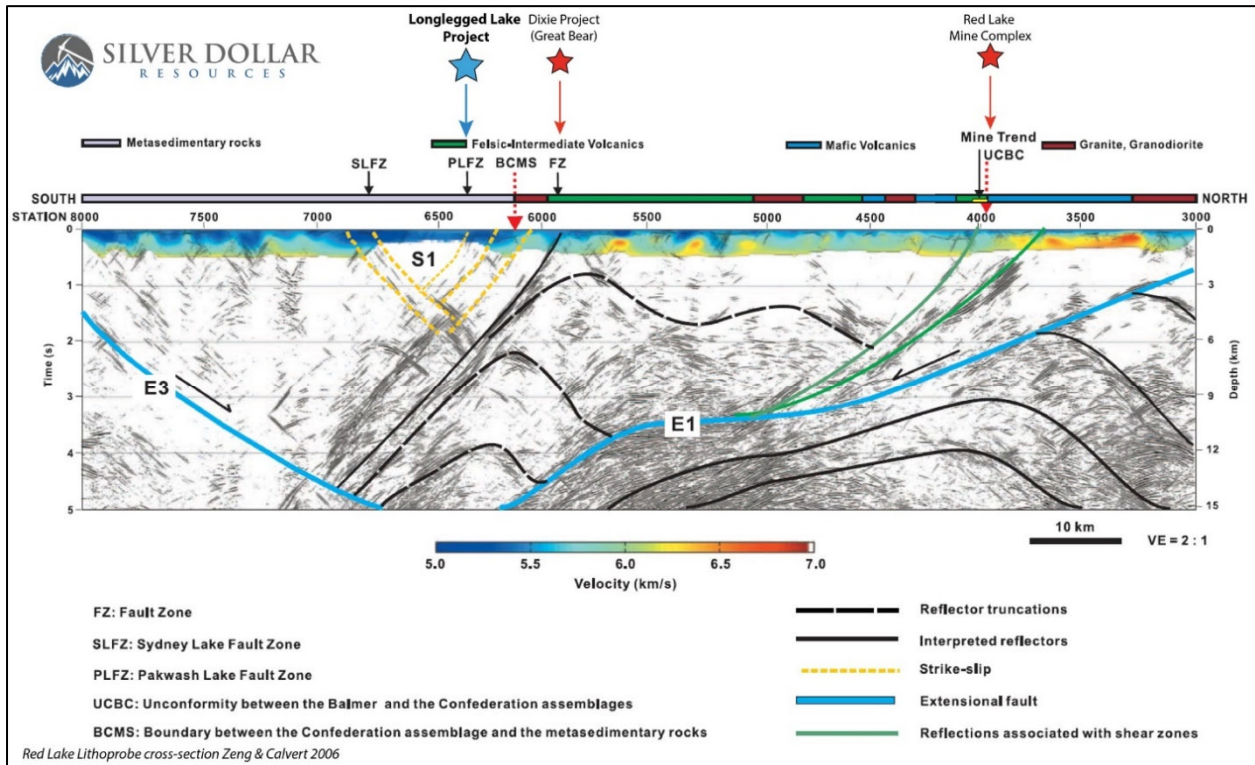 SILVER DOLLAR
RESOURCES
Longlegged Lake
Project
Dixie Project
(Great Bear)
Red Lake
Mine Complex
Metasedimentary rocks
Felsic-Intermediate Volcanics
Mafic Volcanics
Mine Trend
Granite, Granodiorite
SLFZ
PLFZ
BCMS
FZ
UCBC
SOUTH
NORTH
STATION 8000 7500 7000 6500 6000 5500 5000 4500 4000 3500 3000
0
1
2
3
4
5
Time (s)
0
3
6
9
12
15
Depth (km)
S1
E3
E1
10 km
VE = 2 : 1
5.0 5.5 6.0 6.5 7.0
Velocity (km/s)
FZ: Fault Zone
SLFZ: Sydney Lake Fault Zone
PLFZ: Pakwash Lake Fault Zone
UCBC: Unconformity between the Balmer and the Confederation assemblages
BCMS: Boundary between the Confederation assemblage and the metasedimentary rocks
Reflector truncations
Interpreted reflectors
Strike-slip
Extensional fault
Reflections associated with shear zones
Red Lake Lithoprobe cross-section Zeng & Calvert 2006